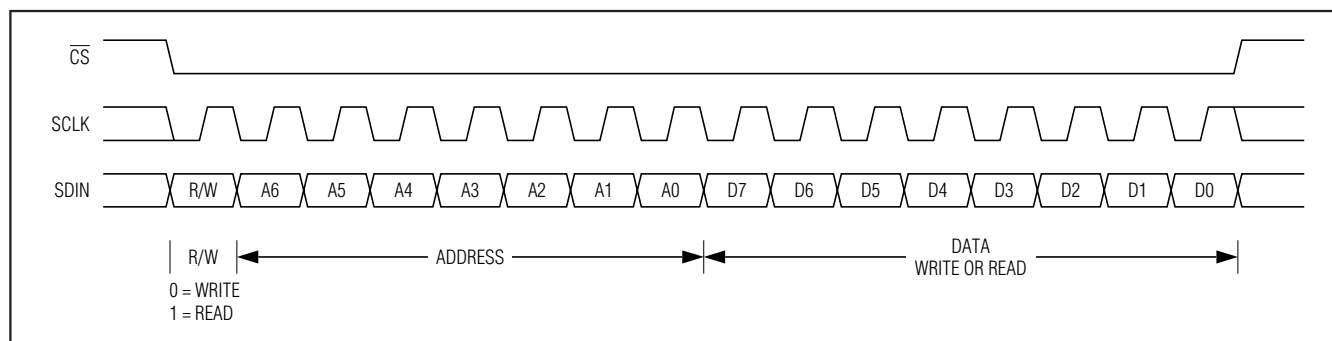 C̅S̅
SCLK
SDIN R/W A6 A5 A4 A3 A2 A1 A0 D7 D6 D5 D4 D3 D2 D1 D0
R/W ADDRESS DATA
WRITE OR READ
0 = WRITE
1 = READ